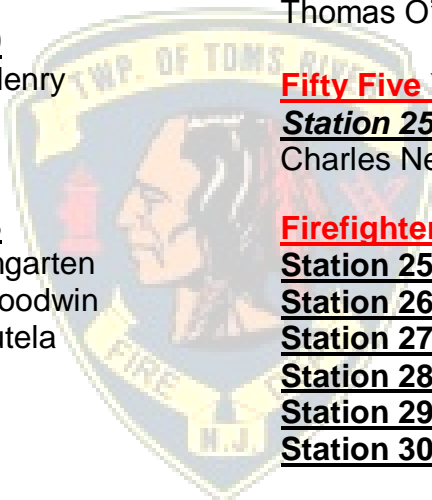 Thomas O'
Henry
TWP. OF TOMS RIVER
Fifty Five
Station 25
Charles Ne
Firefighter
ngarten
Station 25
oodwin
Station 26
utela
Station 27
FIRE
Station 28
N.J.
Station 29
Station 30